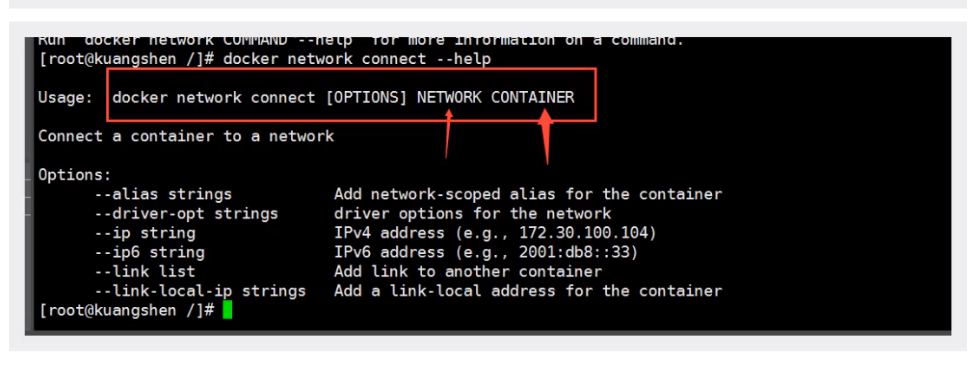 Run 'docker network COMMAND --help' for more information on a command.
[root@kuangshen /]# docker network connect --help
Usage:  docker network connect [OPTIONS] NETWORK CONTAINER
Connect a container to a network
Options:
      --alias strings           Add network-scoped alias for the container
      --driver-opt strings      driver options for the network
      --ip string               IPv4 address (e.g., 172.30.100.104)
      --ip6 string              IPv6 address (e.g., 2001:db8::33)
      --link list               Add link to another container
      --link-local-ip strings   Add a link-local address for the container
[root@kuangshen /]#